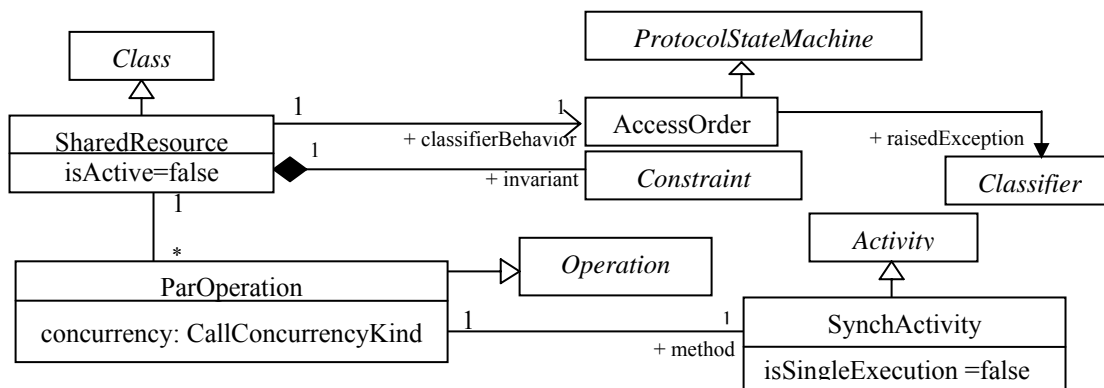 ProtocolStateMachine
Class
1
1
AccessOrder
SharedResource
+ classifierBehavior
+ raisedException
isActive=false
1
+ invariant
Constraint
Classifier
1
Activity
*
Operation
ParOperation
concurrency: CallConcurrencyKind
1
1
SynchActivity
+ method
isSingleExecution =false